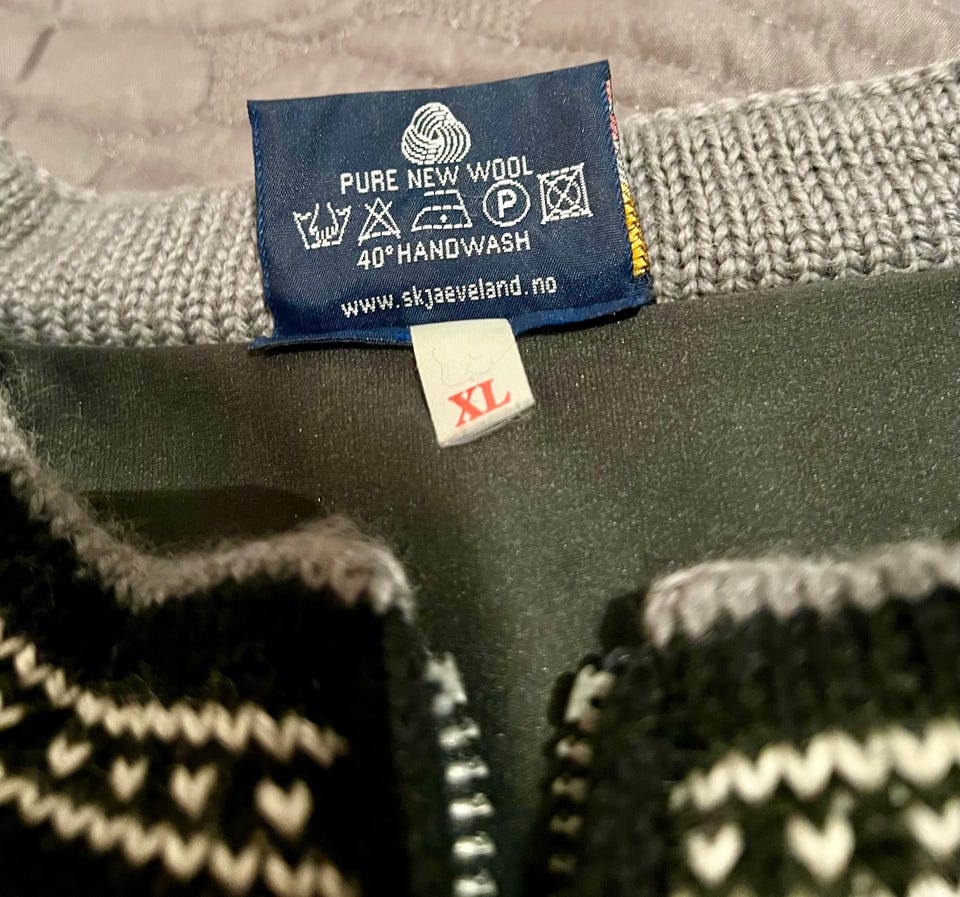 PURE NEW WOOL
P
40° HANDWASH
www.skjaeveland.no
XL